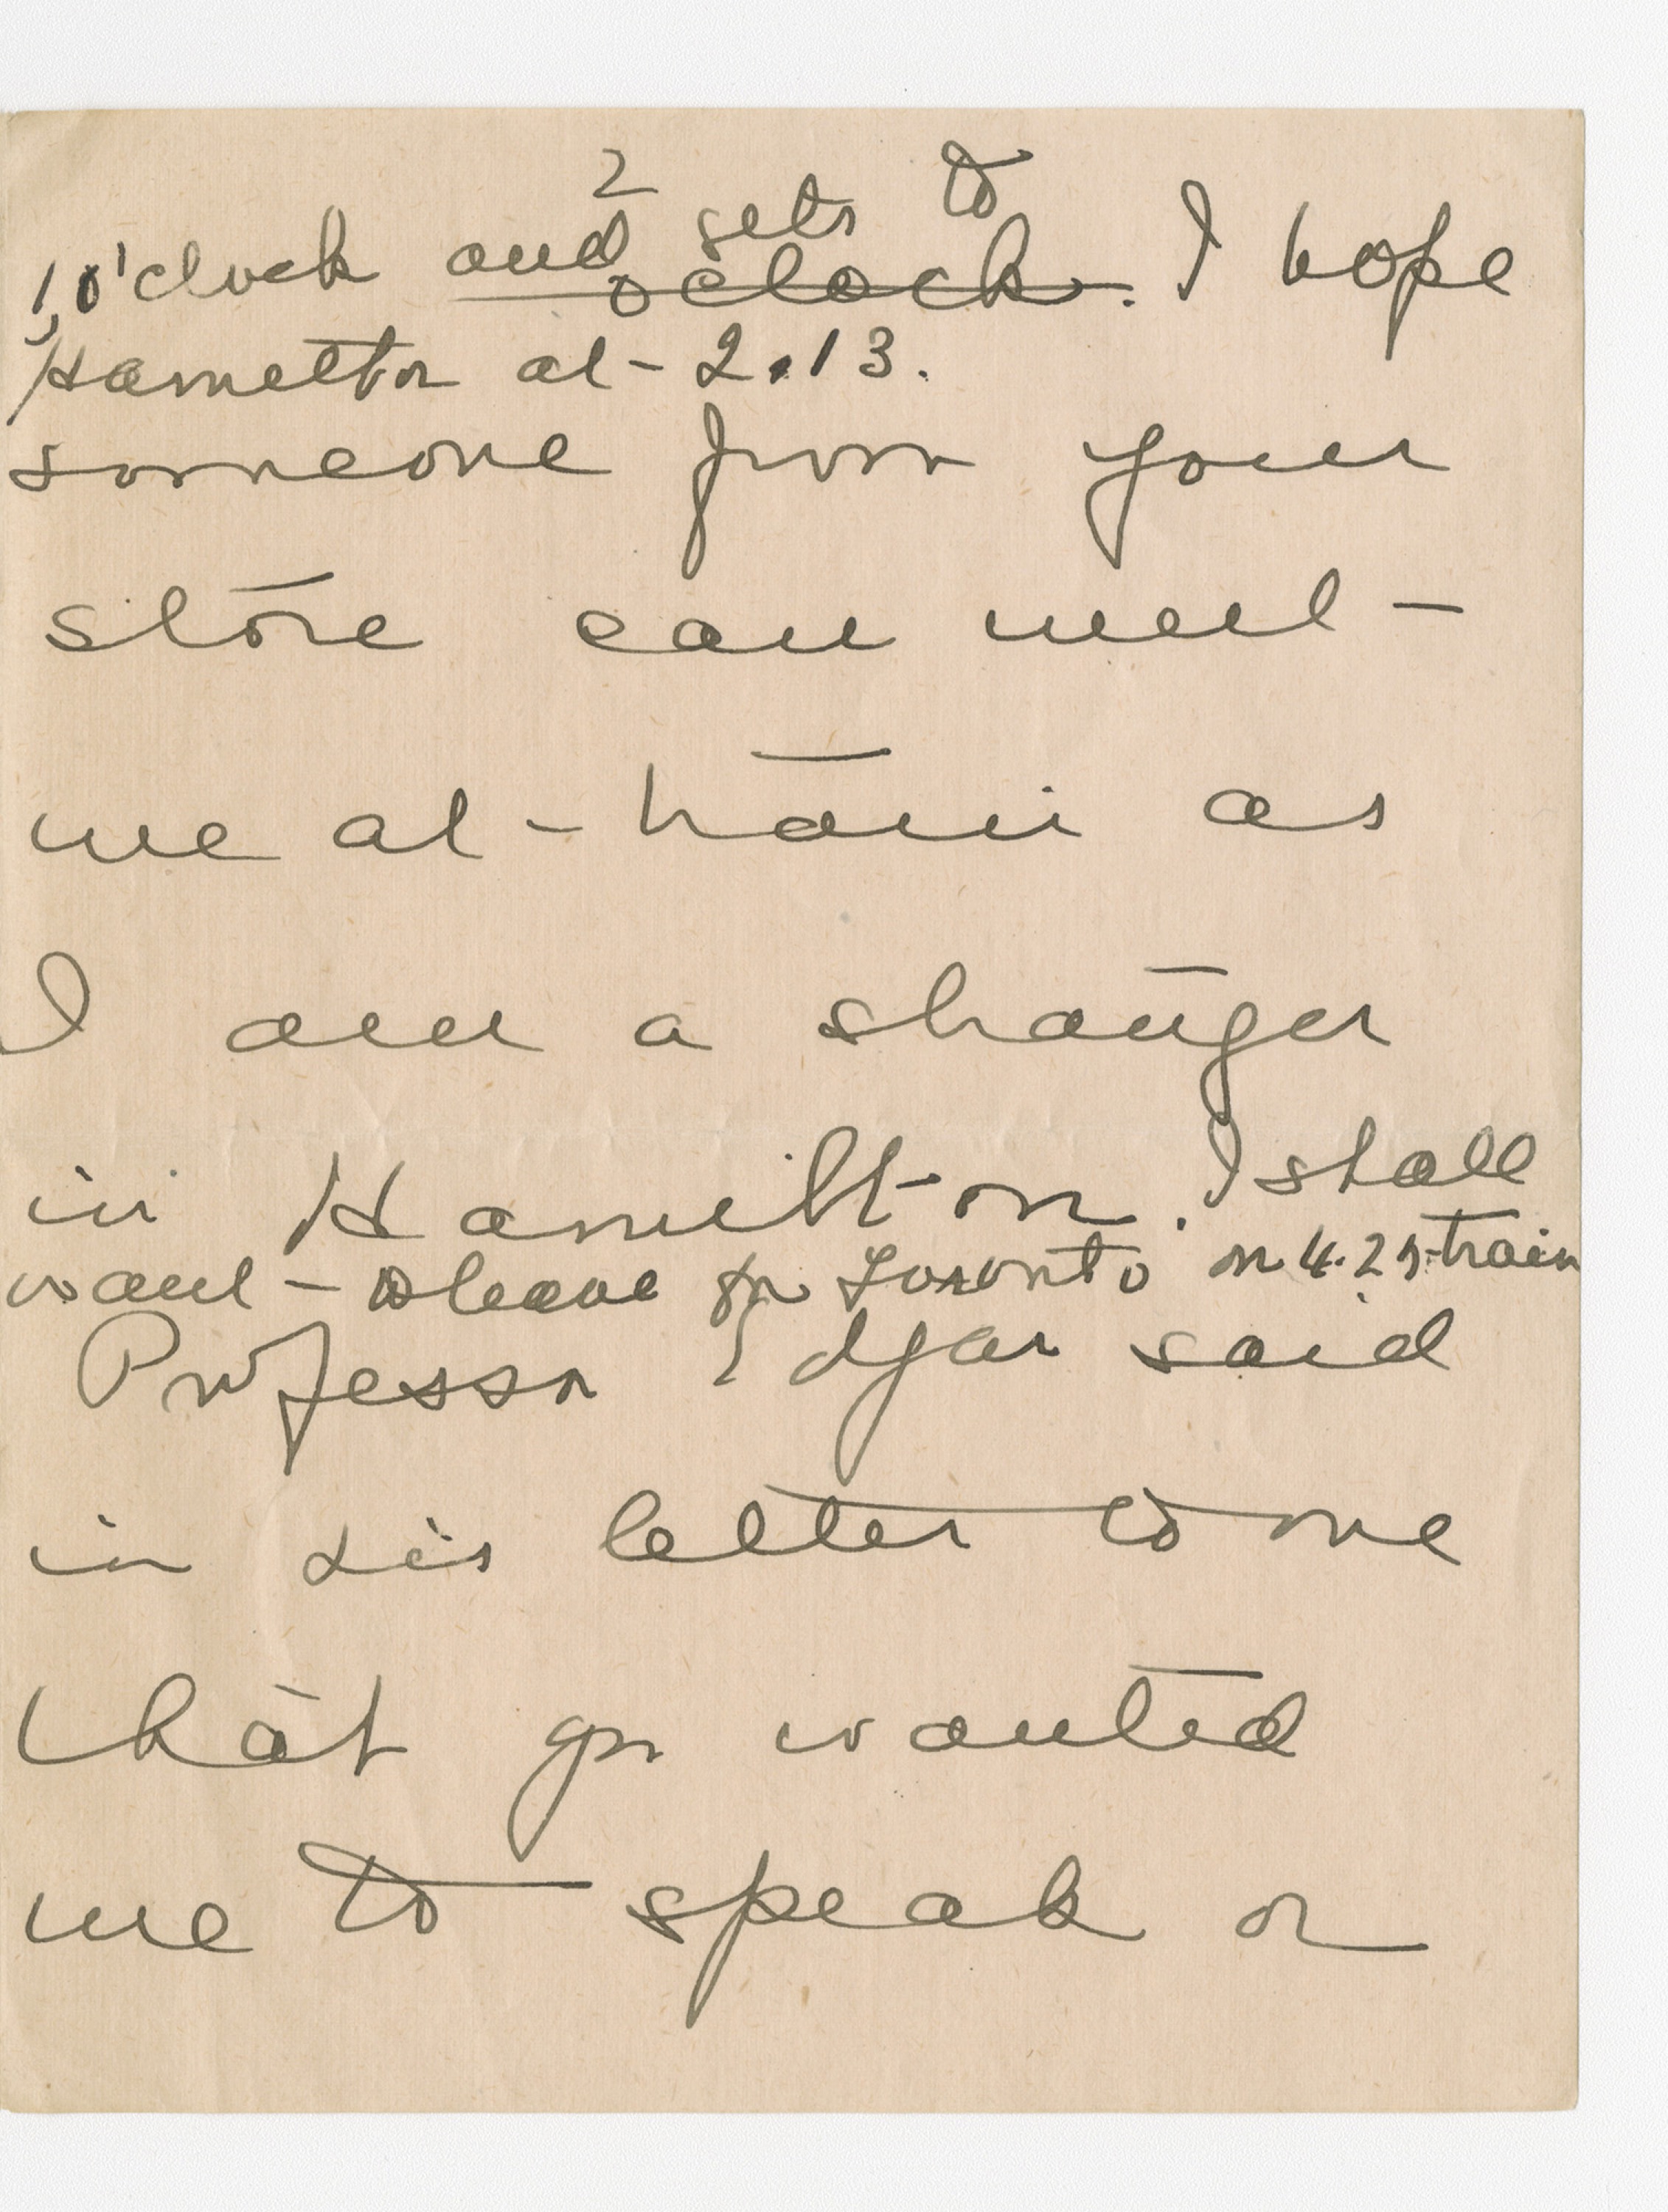 1 o'clock and gets to
2 o'clock. I hope
Hamilton at 2.13.
someone from your
store can meet
me at train as
I am a stranger
in Hamilton. I shall
want to leave for Toronto on 4.25 train
Professor Edgar said
in his letter to me
that you wanted
me to speak on